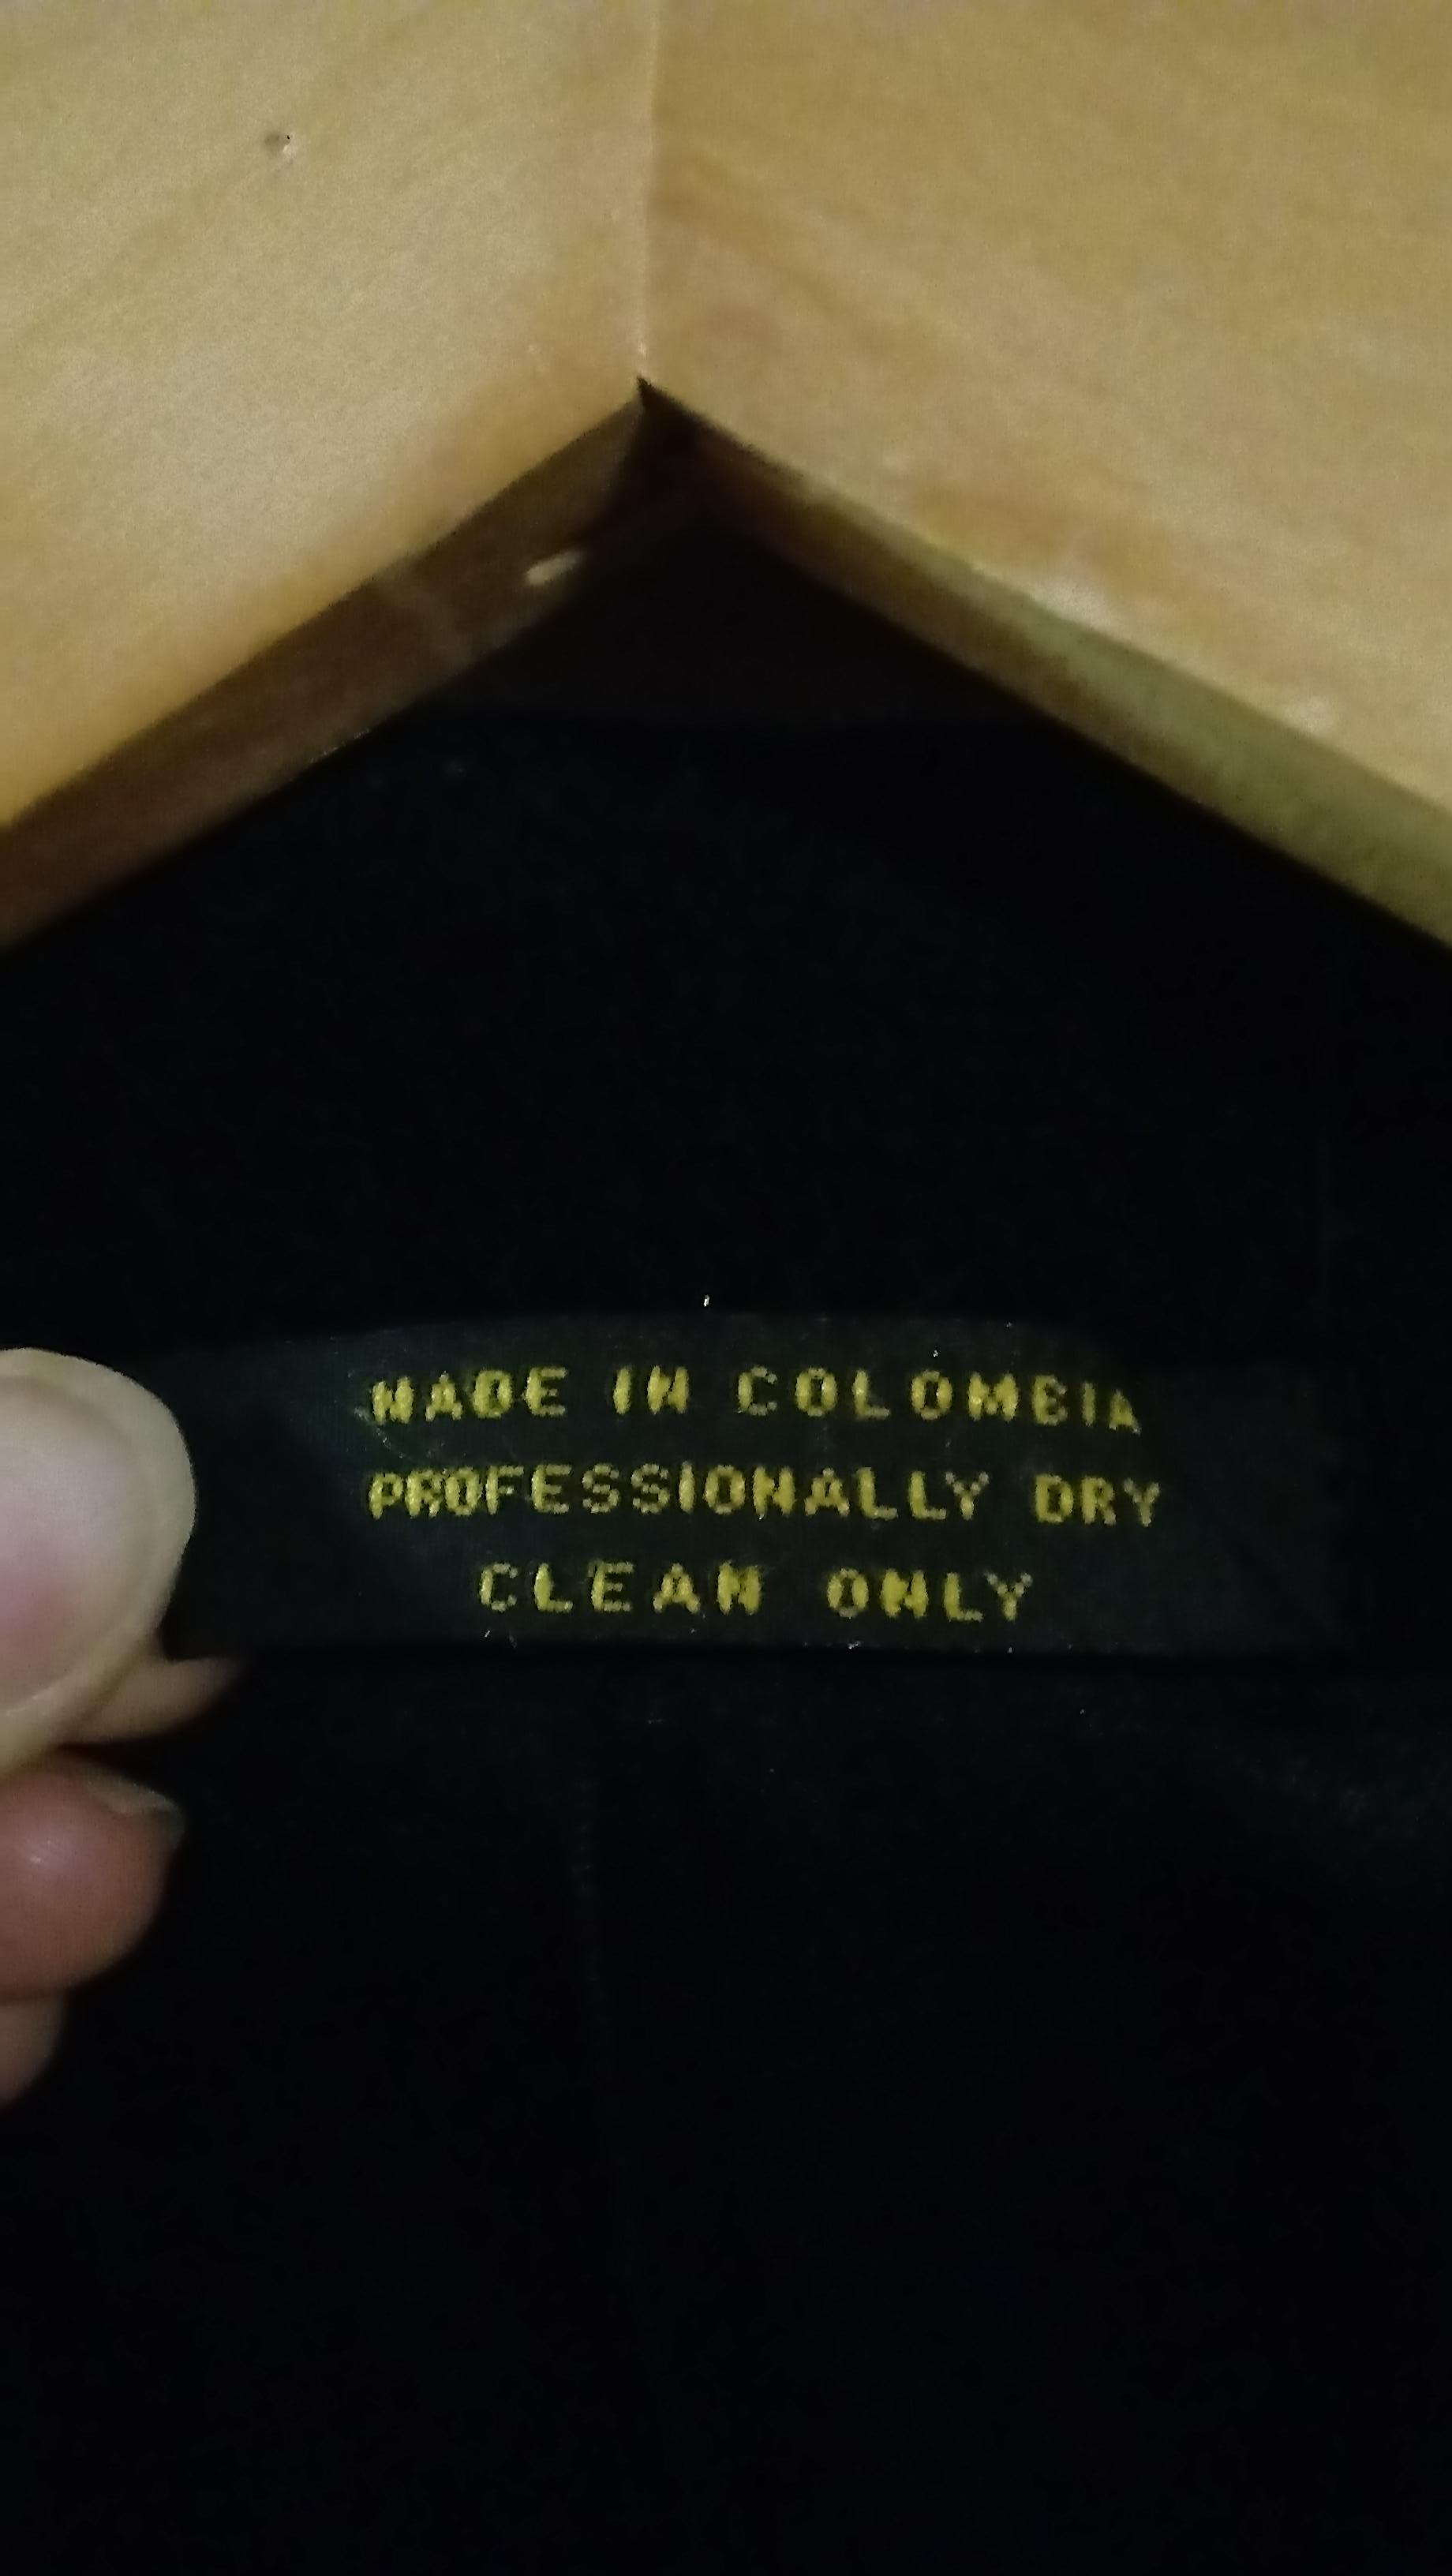 MADE IN COLOMBIA
PROFESSIONALLY DRY
CLEAN ONLY